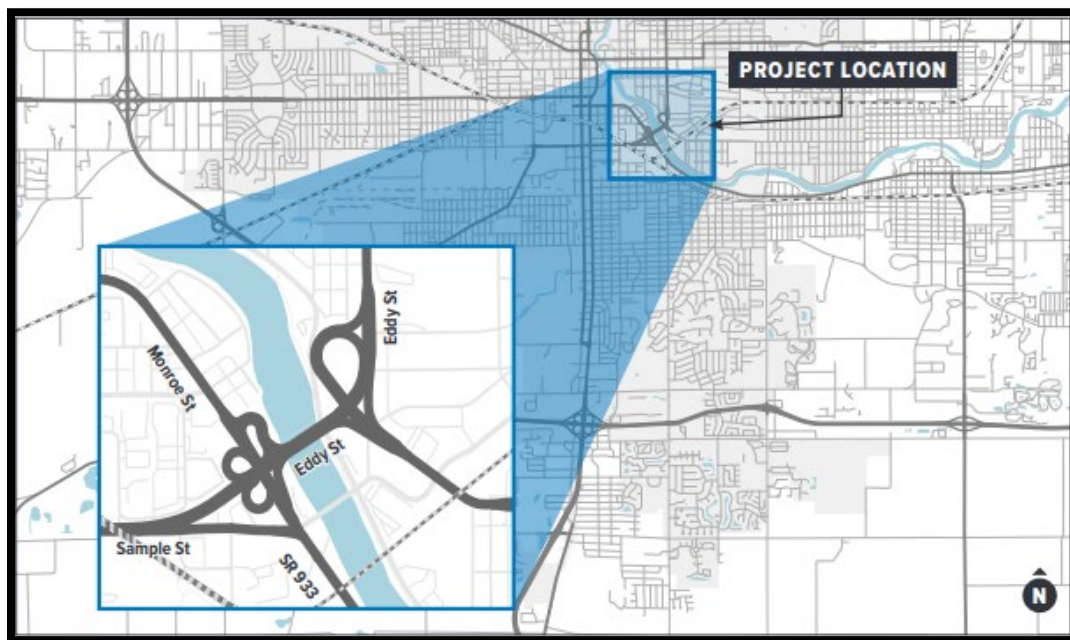 PROJECT LOCATION
Eddy St
Monroe St
Eddy St
Sample St
SR 933
N